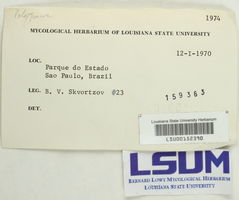 1974
MYCOLOGICAL HERBARIUM OF LOUISIANA STATE UNIVERSITY
12-I-1970
LOC.
Parque do Estado
Sao Paulo, Brazil
LEG. B. V. Skvortzov #23
159363
DET.
Louisiana State University Herbarium
LSU00132390
LSUM
BERNARD LOWY MYCOLOGICAL HERBARIUM
LOUISIANA STATE UNIVERSITY